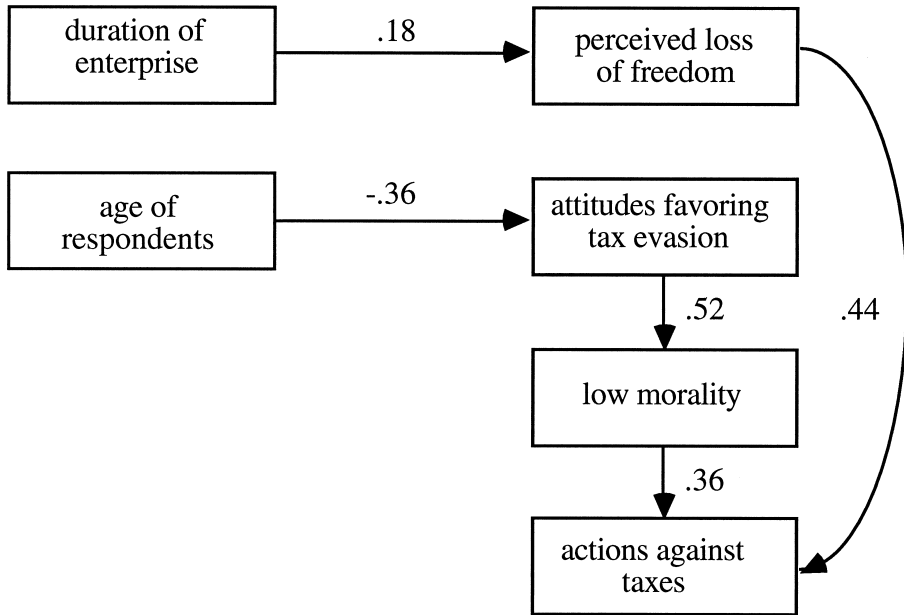 duration of
enterprise
.18
perceived loss
of freedom
age of
respondents
-.36
attitudes favoring
tax evasion
.52
.44
low morality
.36
actions against
taxes